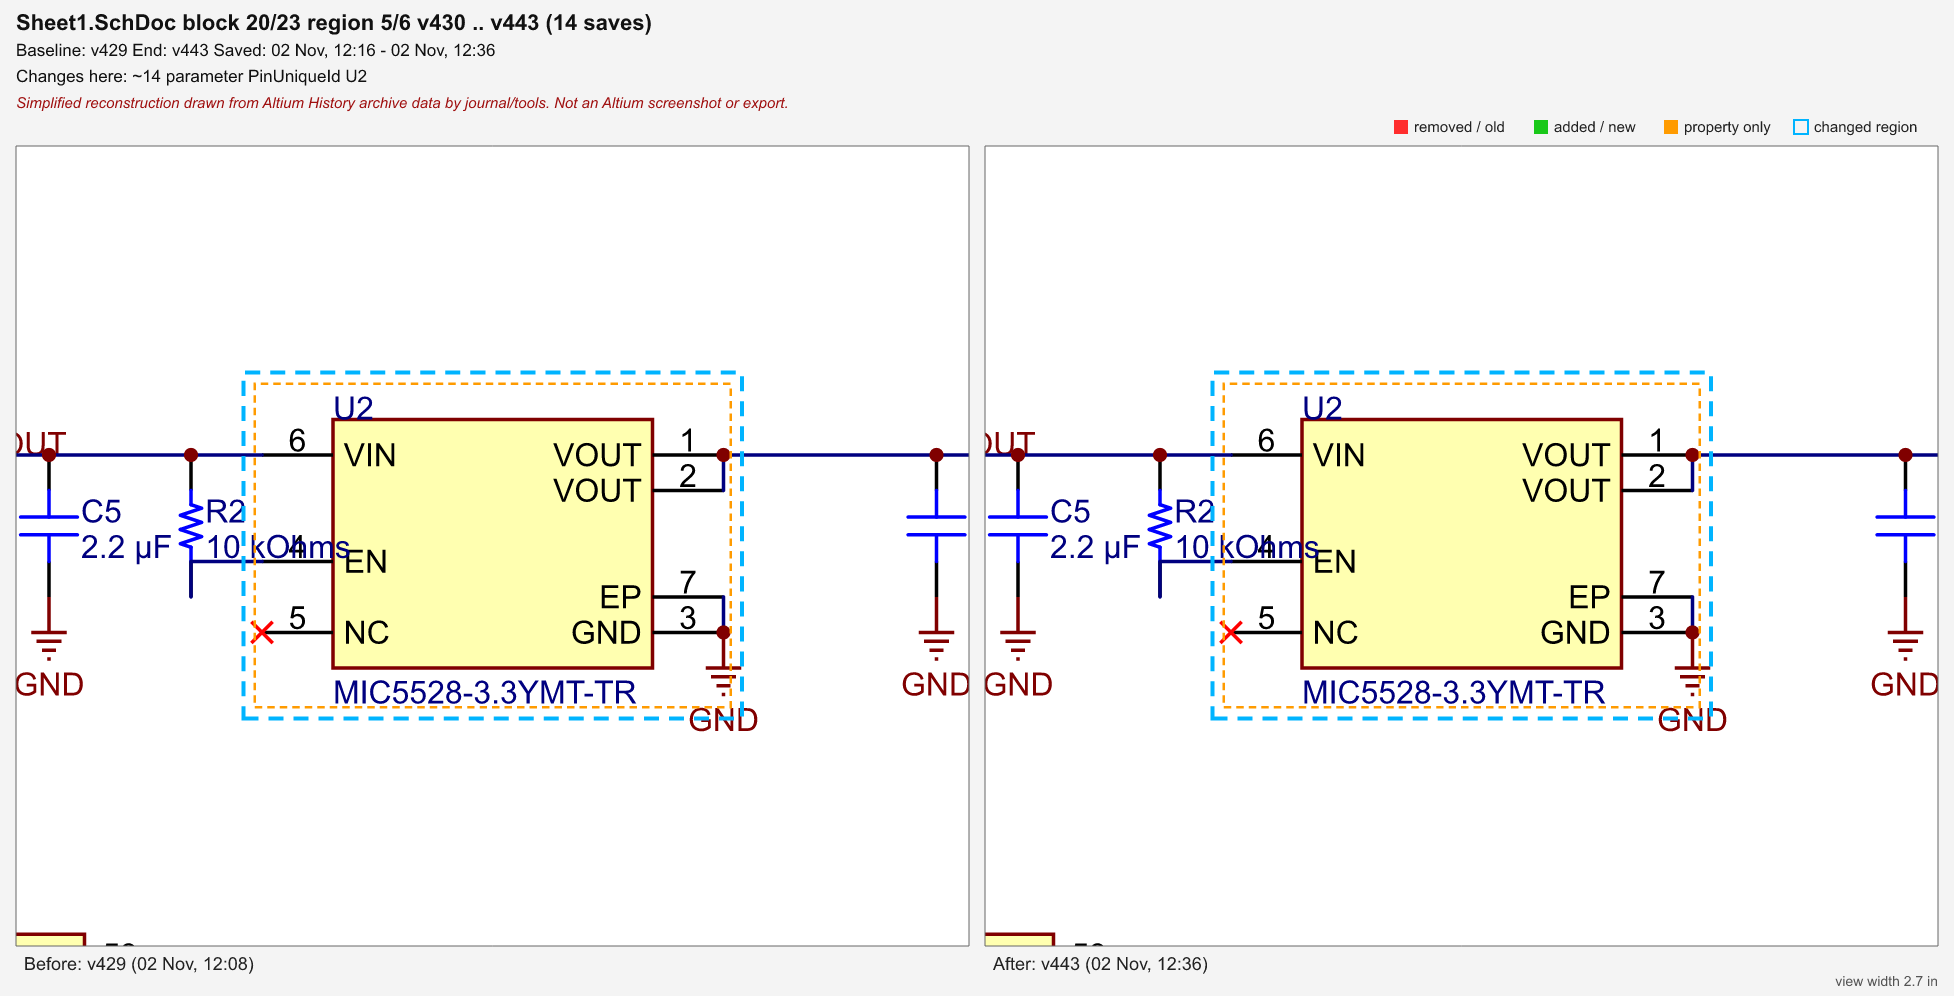 Sheet1.SchDoc block 20/23 region 5/6 v430 .. v443 (14 saves)
Baseline: v429 End: v443 Saved: 02 Nov, 12:16 - 02 Nov, 12:36
Changes here: ~14 parameter PinUniqueId U2
Simplified reconstruction drawn from Altium History archive data by journal/tools. Not an Altium screenshot or export.
removed / old
added / new
property only
changed region
U2
OUT
6
VIN
VOUT
1
VOUT
2
C5
R2
2.2 µF
10 kOhms
4
EN
EP
7
5
NC
GND
3
GND
MIC5528-3.3YMT-TR
GND
GND
Before: v429 (02 Nov, 12:08)
U2
OUT
6
VIN
VOUT
1
VOUT
2
C5
R2
2.2 µF
10 kOhms
4
EN
EP
7
5
NC
GND
3
GND
MIC5528-3.3YMT-TR
GND
GND
After: v443 (02 Nov, 12:36)
view width 2.7 in